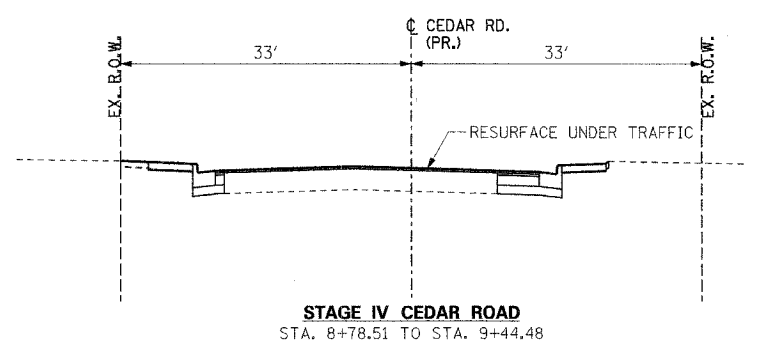 ℄ CEDAR RD.
(PR.)
33'
33'
EX. R.O.W.
EX. R.O.W.
RESURFACE UNDER TRAFFIC
STAGE IV CEDAR ROAD
STA. 8+78.51 TO STA. 9+44.48